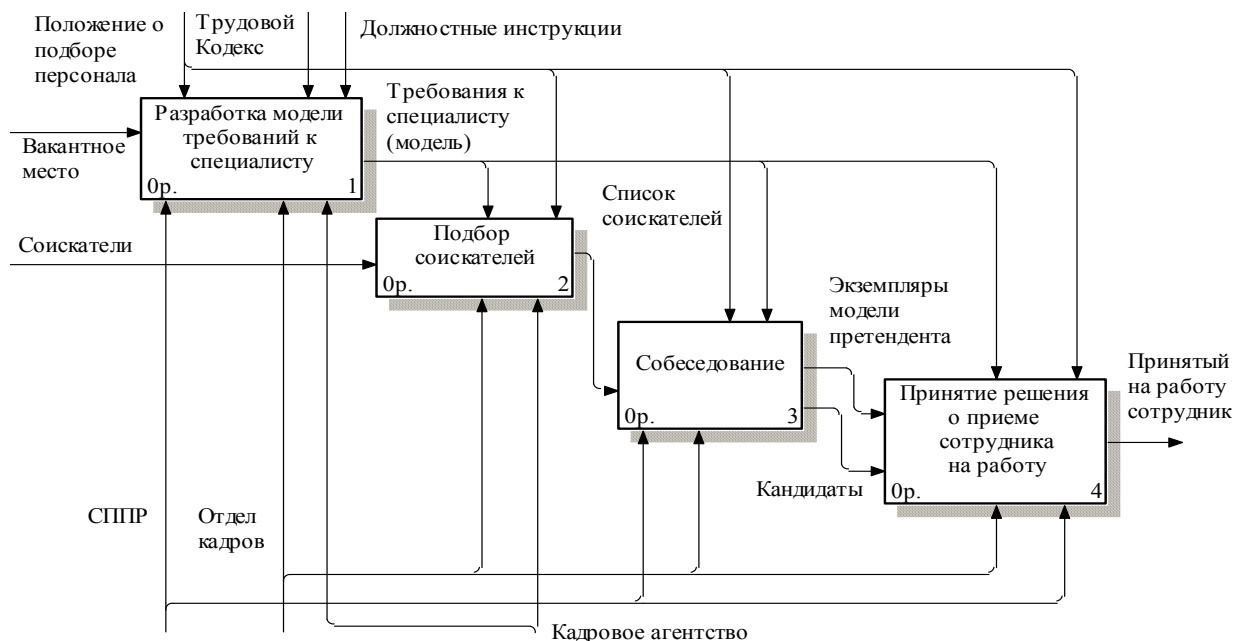 Положение о
подборе
персонала
Трудовой
Кодекс
Должностные инструкции
Вакантное
место
Разработка модели
требований к
специалисту
0р.
1
Требования к
специалисту
(модель)
Соискатели
Подбор
соискателей
0р.
2
Список
соискателей
Собеседование
0р.
3
Экземпляры
модели
претендента
Кандидаты
Принятие решения
о приеме
сотрудника
на работу
0р.
4
Принятый
на работу
сотрудник
СППР
Отдел
кадров
Кадровое агентство